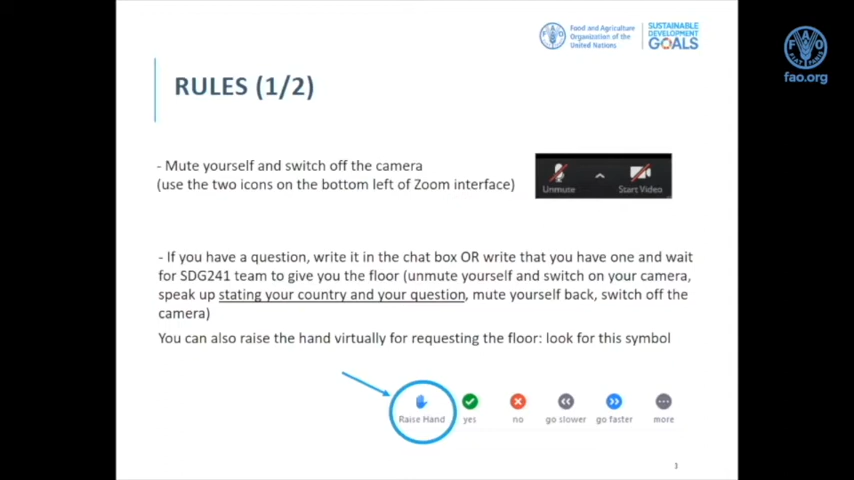 Food and Agriculture
Organization of the
United Nations
SUSTAINABLE
DEVELOPMENT
GOALS
FAO
FIAT PANIS
fao.org
RULES (1/2)
- Mute yourself and switch off the camera
(use the two icons on the bottom left of Zoom interface)
Unmute
Start Video
- If you have a question, write it in the chat box OR write that you have one and wait
for SDG241 team to give you the floor (unmute yourself and switch on your camera,
speak up stating your country and your question, mute yourself back, switch off the
camera)
You can also raise the hand virtually for requesting the floor: look for this symbol
Raise Hand
yes
no
go slower
go faster
more
3